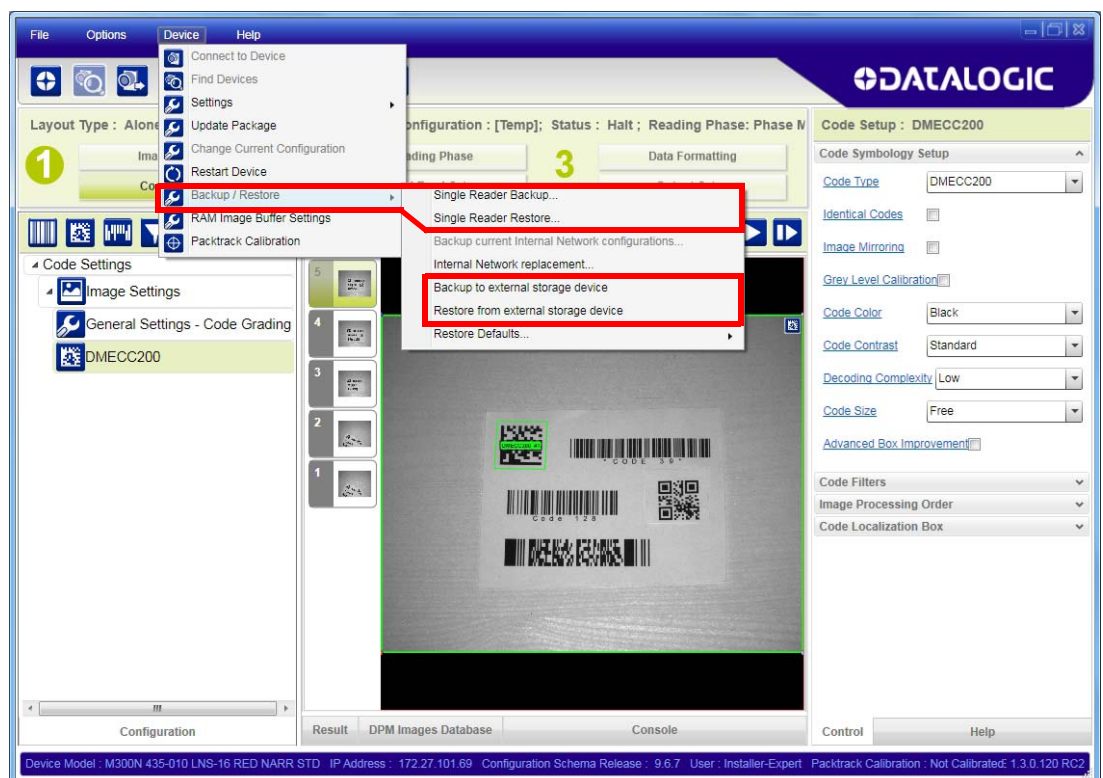 File Options Device Help
DATALOGIC
Connect to Device
Find Devices
Settings
Update Package
Change Current Configuration
Restart Device
Backup / Restore
RAM Image Buffer Settings
Packtrack Calibration
Single Reader Backup...
Single Reader Restore...
Backup current Internal Network configurations...
Internal Network replacement...
Backup to external storage device
Restore from external storage device
Restore Defaults...
Layout Type : Alone
Configuration : [Temp]; Status : Halt ; Reading Phase: Phase M
1
Reading Phase
3
Data Formatting
Code Settings
Image Settings
General Settings - Code Grading
DMECC200
5
4
3
2
1
DMECC200 #1
* CODE 39 *
Code 128
Code Setup : DMECC200
Code Symbology Setup
Code Type DMECC200
Identical Codes
Image Mirroring
Grey Level Calibration
Code Color Black
Code Contrast Standard
Decoding Complexity Low
Code Size Free
Advanced Box Improvement
Code Filters
Image Processing Order
Code Localization Box
Configuration
Result DPM Images Database Console
Control Help
Device Model : M300N 435-010 LNS-16 RED NARR STD IP Address : 172.27.101.69 Configuration Schema Release : 9.6.7 User : Installer-Expert Packtrack Calibration : Not Calibrated 1.3.0.120 RC2